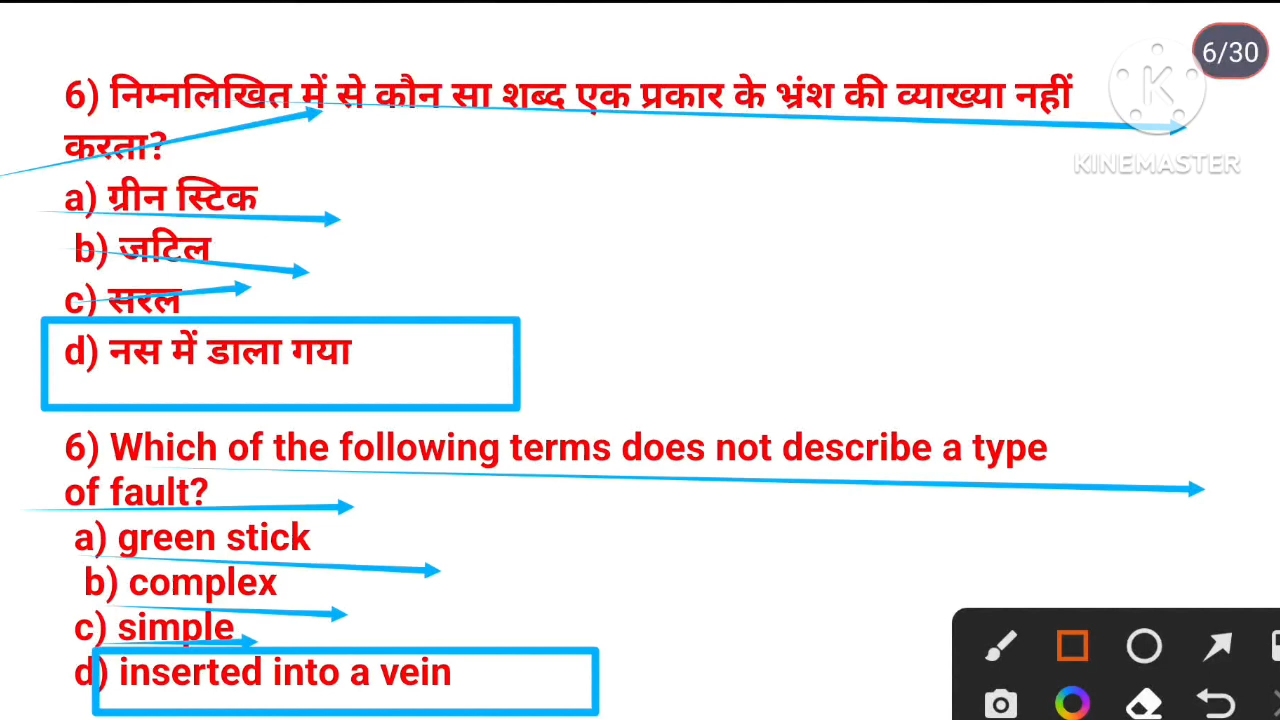 6/30
6) निम्नलिखित में से कौन सा शब्द एक प्रकार के भ्रंश की व्याख्या नहीं
करता?
a) ग्रीन स्टिक
b) जटिल
c) सरल
d) नस में डाला गया
6) Which of the following terms does not describe a type
of fault?
a) green stick
b) complex
c) simple
d) inserted into a vein
K
KINEMASTER